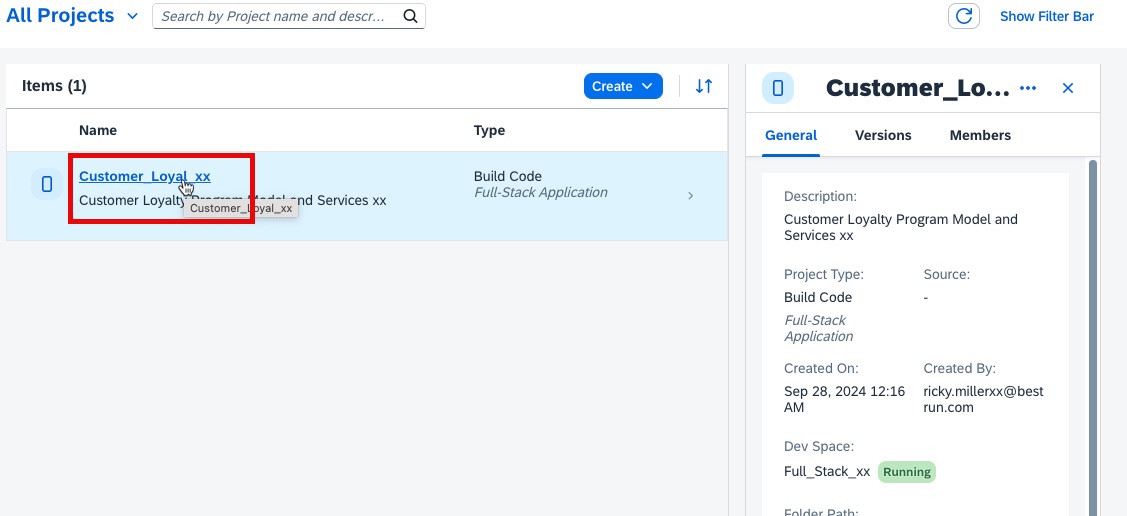 All Projects
Search by Project name and descr...
Show Filter Bar
Items (1)
Create
Name
Type
Customer_Loyal_xx
Customer Loyalty Program Model and Services xx
Customer_Loyal_xx
Build Code
Full-Stack Application
Customer_Lo...
General
Versions
Members
Description:
Customer Loyalty Program Model and
Services xx
Project Type:
Source:
Build Code
-
Full-Stack
Application
Created On:
Created By:
Sep 28, 2024 12:16
AM
ricky.millerxx@best
run.com
Dev Space:
Full_Stack_xx
Running
Folder Path: